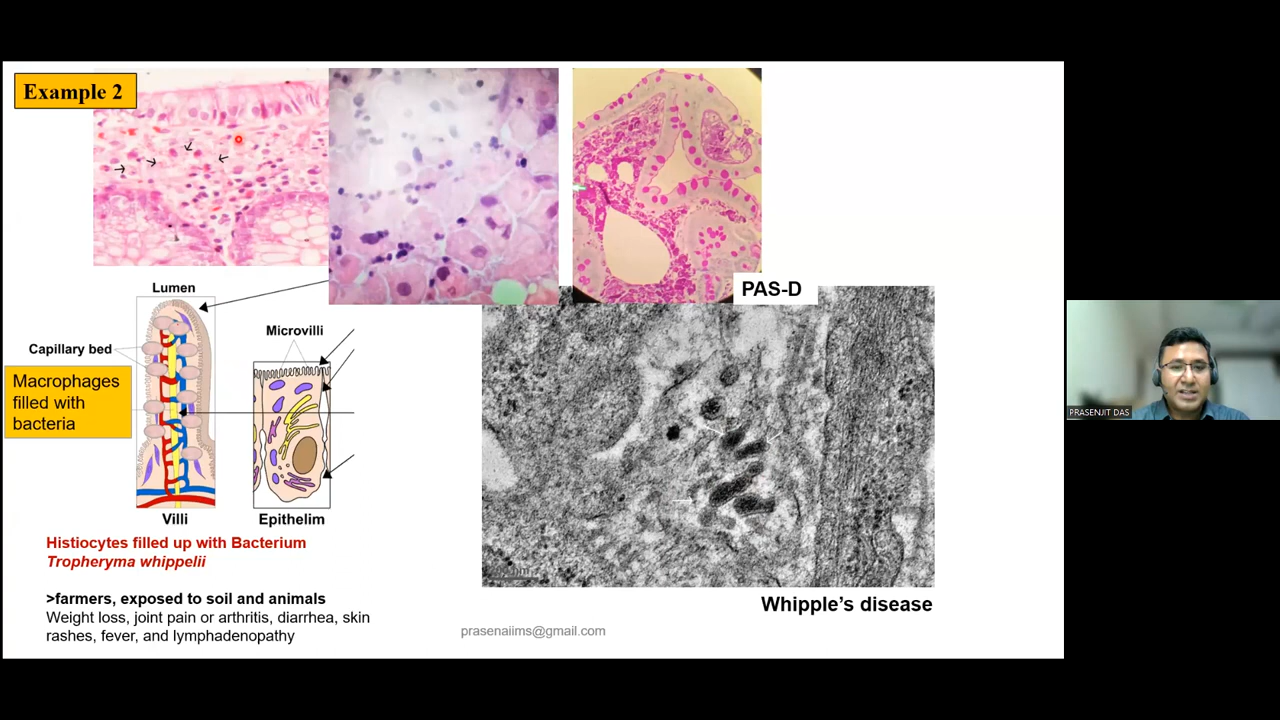 Example 2
PAS-D
Lumen
Capillary bed
Microvilli
Macrophages
filled with
bacteria
Villi
Epithelim
Histiocytes filled up with Bacterium
Tropheryma whippelii
>farmers, exposed to soil and animals
Weight loss, joint pain or arthritis, diarrhea, skin
rashes, fever, and lymphadenopathy
Whipple's disease
prasenaiims@gmail.com
PRASENJIT DAS